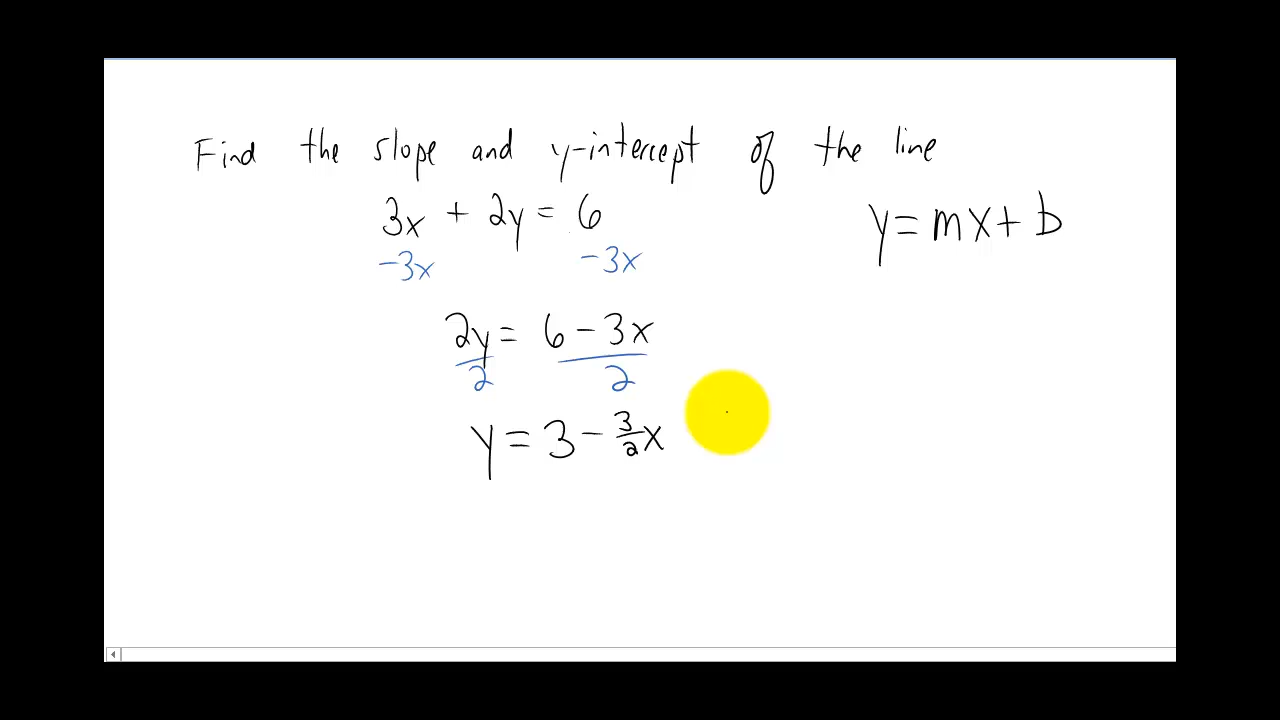 Find the slope and y-intercept of the line
3x + 2y = 6
y = mx + b
-3x -3x
2y = 6 - 3x
2 2
y = 3 - 3/2 x